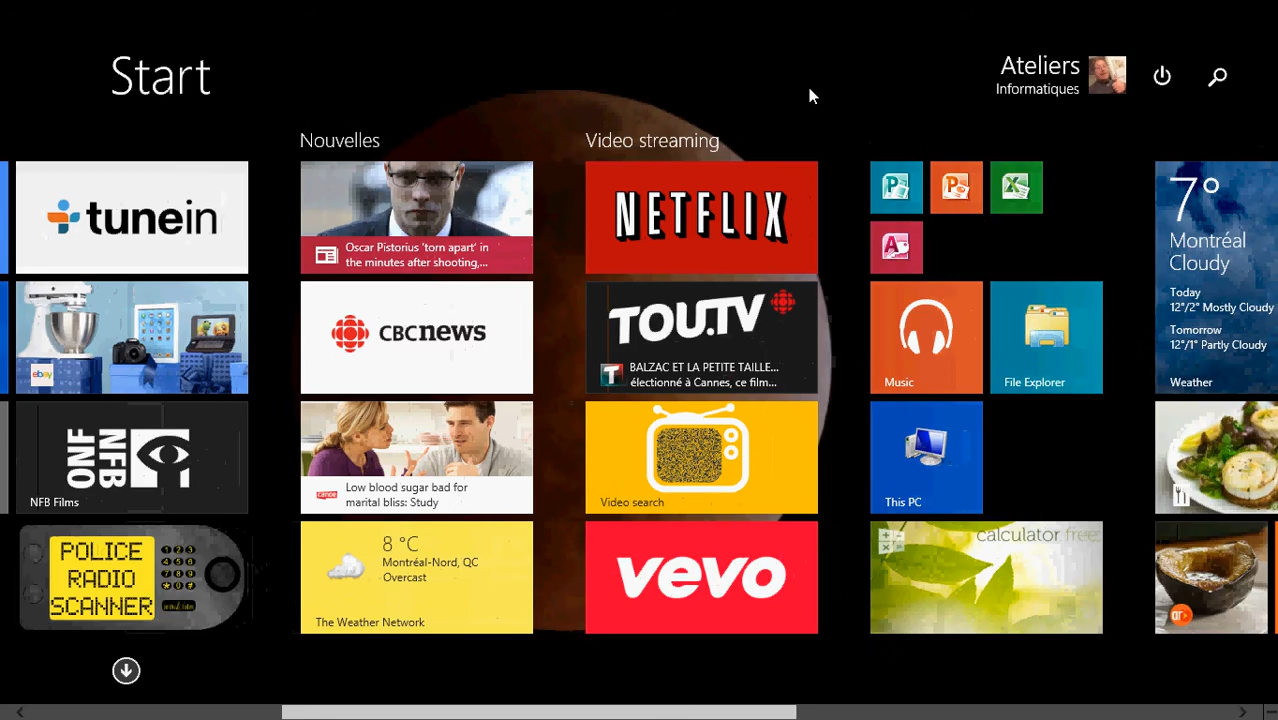 Start
Ateliers
Informatiques
Nouvelles
Video streaming
tunein
ebay
ONF
NFB
NFB Films
POLICE
RADIO
SCANNER
Oscar Pistorius 'torn apart' in
the minutes after shooting,...
CBCnews
canoe
Low blood sugar bad for
marital bliss: Study
8 °C
Montréal-Nord, QC
Overcast
The Weather Network
NETFLIX
TOU.TV
BALZAC ET LA PETITE TAILLE...
électionné à Cannes, ce film...
Video search
vevo
Music
File Explorer
This PC
calculator free
7°
Montréal
Cloudy
Today
12°/2° Mostly Cloudy
Tomorrow
12°/1° Partly Cloudy
Weather